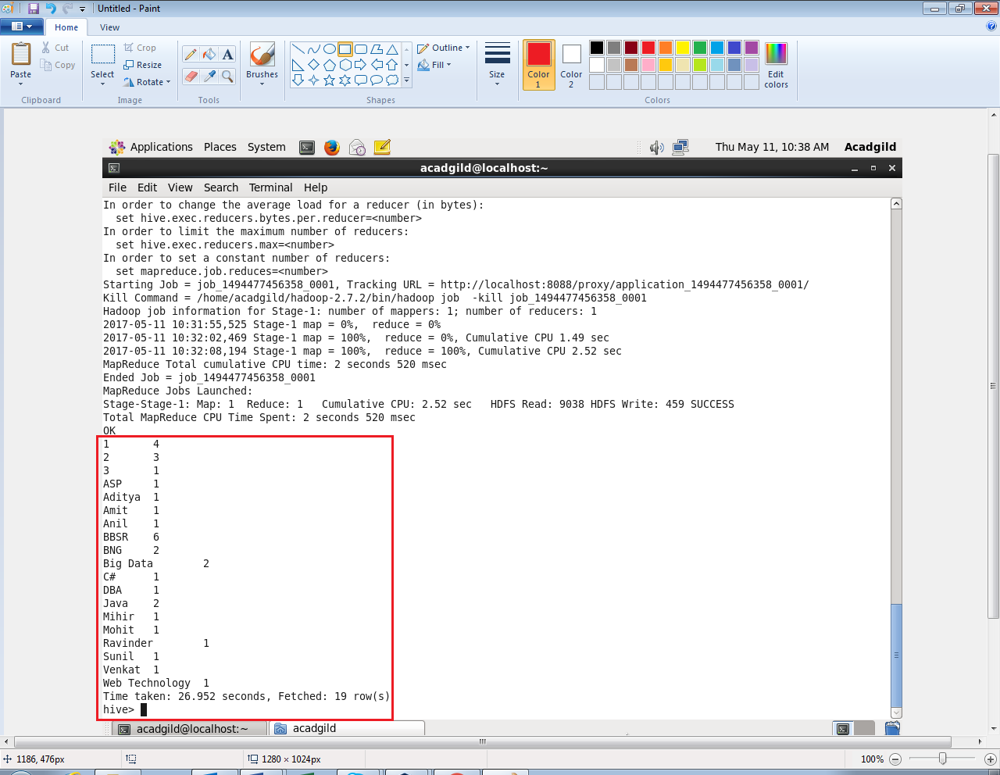 Untitled - Paint
Home
View
Paste
Cut
Copy
Clipboard
Select
Crop
Resize
Rotate
Image
Tools
Brushes
Outline
Fill
Shapes
Size
Color 1
Color 2
Edit colors
Colors
Applications Places System
Thu May 11, 10:38 AM Acadgild
acadgild@localhost:~
File Edit View Search Terminal Help
In order to change the average load for a reducer (in bytes):
  set hive.exec.reducers.bytes.per.reducer=<number>
In order to limit the maximum number of reducers:
  set hive.exec.reducers.max=<number>
In order to set a constant number of reducers:
  set mapreduce.job.reduces=<number>
Starting Job = job_1494477456358_0001, Tracking URL = http://localhost:8088/proxy/application_1494477456358_0001/
Kill Command = /home/acadgild/hadoop-2.7.2/bin/hadoop job  -kill job_1494477456358_0001
Hadoop job information for Stage-1: number of mappers: 1; number of reducers: 1
2017-05-11 10:31:55,525 Stage-1 map = 0%,  reduce = 0%
2017-05-11 10:32:02,469 Stage-1 map = 100%,  reduce = 0%, Cumulative CPU 1.49 sec
2017-05-11 10:32:08,194 Stage-1 map = 100%,  reduce = 100%, Cumulative CPU 2.52 sec
MapReduce Total cumulative CPU time: 2 seconds 520 msec
Ended Job = job_1494477456358_0001
MapReduce Jobs Launched:
Stage-Stage-1: Map: 1  Reduce: 1   Cumulative CPU: 2.52 sec   HDFS Read: 9038 HDFS Write: 459 SUCCESS
Total MapReduce CPU Time Spent: 2 seconds 520 msec
OK
1	4
2	3
3	1
ASP	1
Aditya	1
Amit	1
Anil	1
BBSR	6
BNG	2
Big Data	2
C#	1
DBA	1
Java	2
Mihir	1
Mohit	1
Ravinder	1
Sunil	1
Venkat	1
Web Technology	1
Time taken: 26.952 seconds, Fetched: 19 row(s)
hive>
acadgild@localhost:~
acadgild
1186, 476px
1280 × 1024px
100%